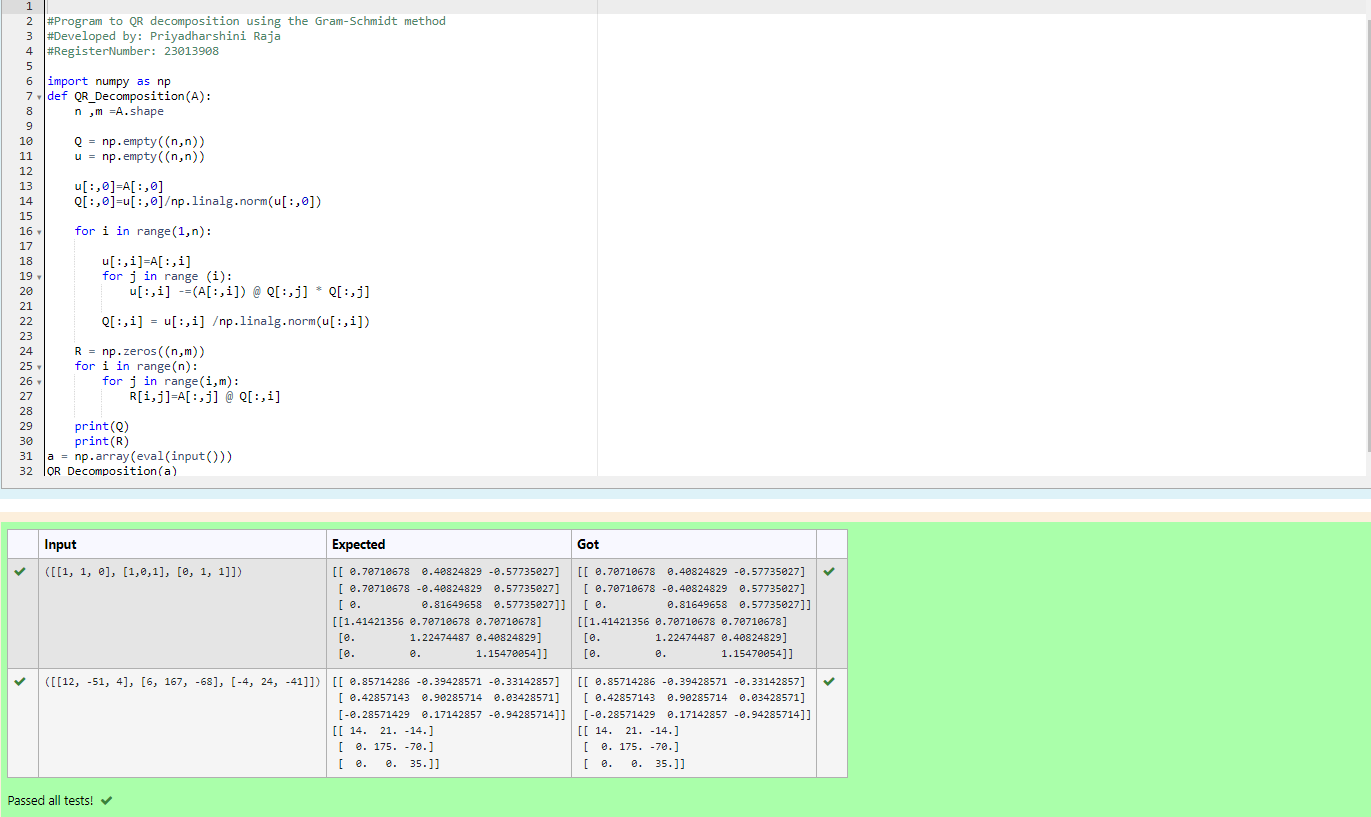 1
2 #Program to QR decomposition using the Gram-Schmidt method
3 #Developed by: Priyadharshini Raja
4 #RegisterNumber: 23013908
5
6 import numpy as np
7 def QR_Decomposition(A):
8     n ,m =A.shape
9
10     Q = np.empty((n,n))
11     u = np.empty((n,n))
12
13     u[:,0]=A[:,0]
14     Q[:,0]=u[:,0]/np.linalg.norm(u[:,0])
15
16     for i in range(1,n):
17
18         u[:,i]=A[:,i]
19         for j in range (i):
20             u[:,i] -=(A[:,i]) @ Q[:,j] * Q[:,j]
21
22         Q[:,i] = u[:,i] /np.linalg.norm(u[:,i])
23
24     R = np.zeros((n,m))
25     for i in range(n):
26         for j in range(i,m):
27             R[i,j]=A[:,j] @ Q[:,i]
28
29     print(Q)
30     print(R)
31 a = np.array(eval(input()))
32 QR_Decomposition(a)
Input Expected Got
([[1, 1, 0], [1,0,1], [0, 1, 1]]) [[ 0.70710678  0.40824829 -0.57735027] [[ 0.70710678  0.40824829 -0.57735027]
[ 0.70710678 -0.40824829  0.57735027] [ 0.70710678 -0.40824829  0.57735027]
[ 0.          0.81649658  0.57735027]] [ 0.          0.81649658  0.57735027]]
[[1.41421356 0.70710678 0.70710678] [[1.41421356 0.70710678 0.70710678]
[0.         1.22474487 0.40824829] [0.         1.22474487 0.40824829]
[0.         0.         1.15470054]] [0.         0.         1.15470054]]
([[12, -51, 4], [6, 167, -68], [-4, 24, -41]]) [[ 0.85714286 -0.39428571 -0.33142857] [[ 0.85714286 -0.39428571 -0.33142857]
[ 0.42857143  0.90285714  0.03428571] [ 0.42857143  0.90285714  0.03428571]
[-0.28571429  0.17142857 -0.94285714]] [-0.28571429  0.17142857 -0.94285714]]
[[ 14.  21. -14.] [[ 14.  21. -14.]
[  0. 175. -70.] [  0. 175. -70.]
[  0.   0.  35.]] [  0.   0.  35.]]
Passed all tests!